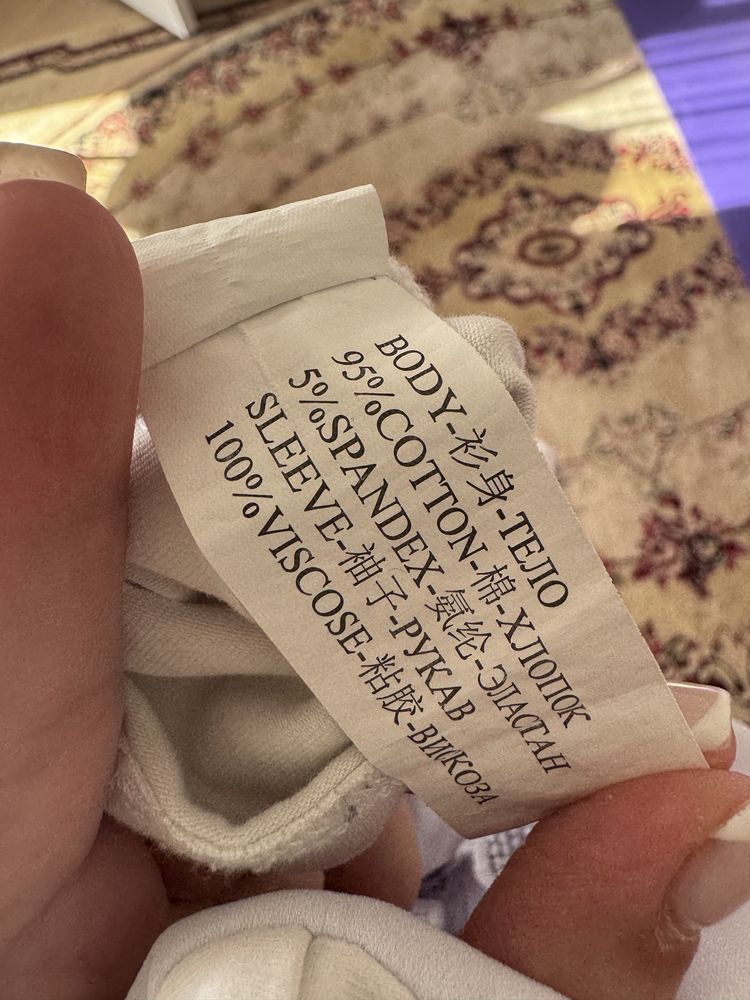 BODY-衫身-ТЕЛО
95%COTTON-棉-ХЛОПОК
5%SPANDEX-氨纶-ЭЛАСТАН
SLEEVE-袖子-РУКАВ
100%VISCOSE-粘胶-ВИСКОЗА